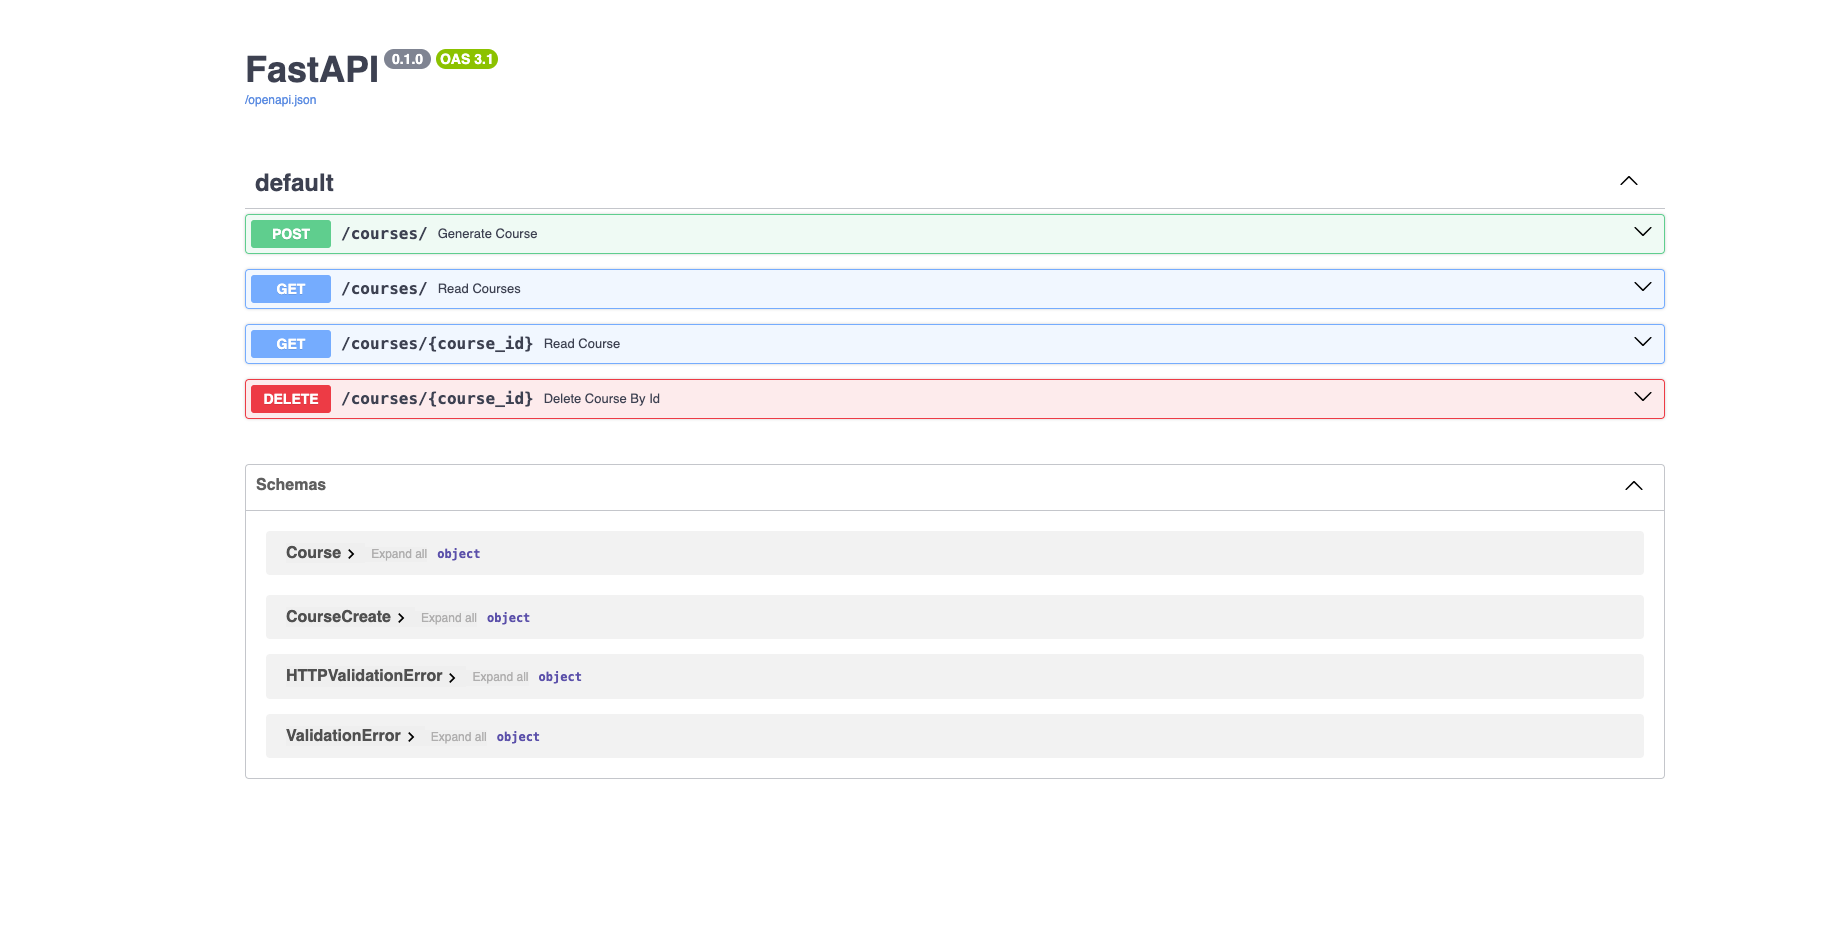 FastAPI 0.1.0 OAS 3.1
/openapi.json
default
POST /courses/ Generate Course
GET /courses/ Read Courses
GET /courses/{course_id} Read Course
DELETE /courses/{course_id} Delete Course By Id
Schemas
Course Expand all object
CourseCreate Expand all object
HTTPValidationError Expand all object
ValidationError Expand all object